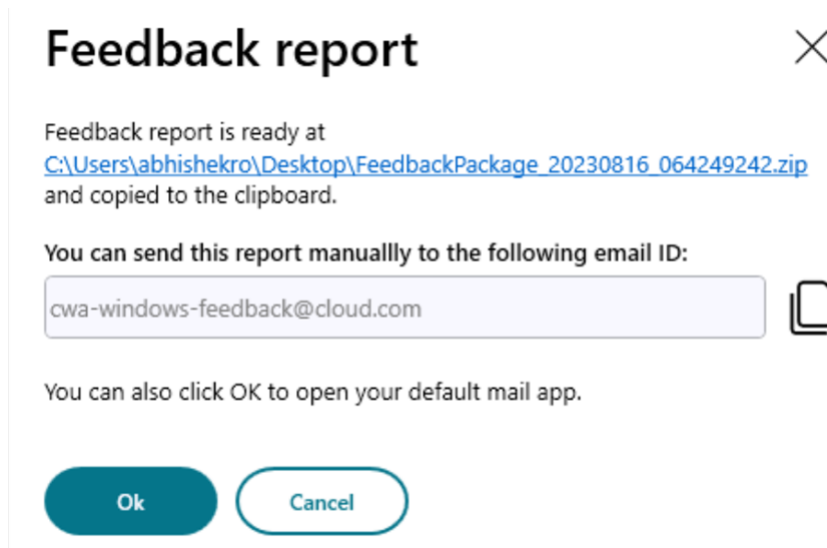 Feedback report
Feedback report is ready at
C:\Users\abhishekro\Desktop\FeedbackPackage_20230816_064249242.zip
and copied to the clipboard.
You can send this report manuallly to the following email ID:
cwa-windows-feedback@cloud.com
You can also click OK to open your default mail app.
Ok
Cancel